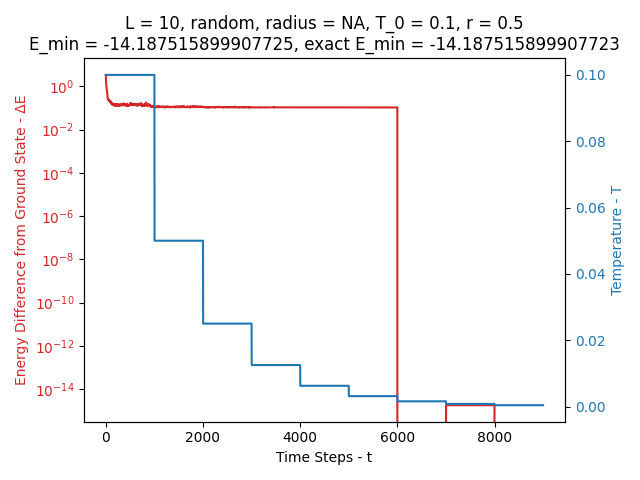 L = 10, random, radius = NA, T_0 = 0.1, r = 0.5
E_min = -14.187515899907725, exact E_min = -14.187515899907723
Energy Difference from Ground State - ΔE
10^0
10^-2
10^-4
10^-6
10^-8
10^-10
10^-12
10^-14
0.10
0.08
0.06
0.04
0.02
0.00
Temperature - T
0 2000 4000 6000 8000
Time Steps - t